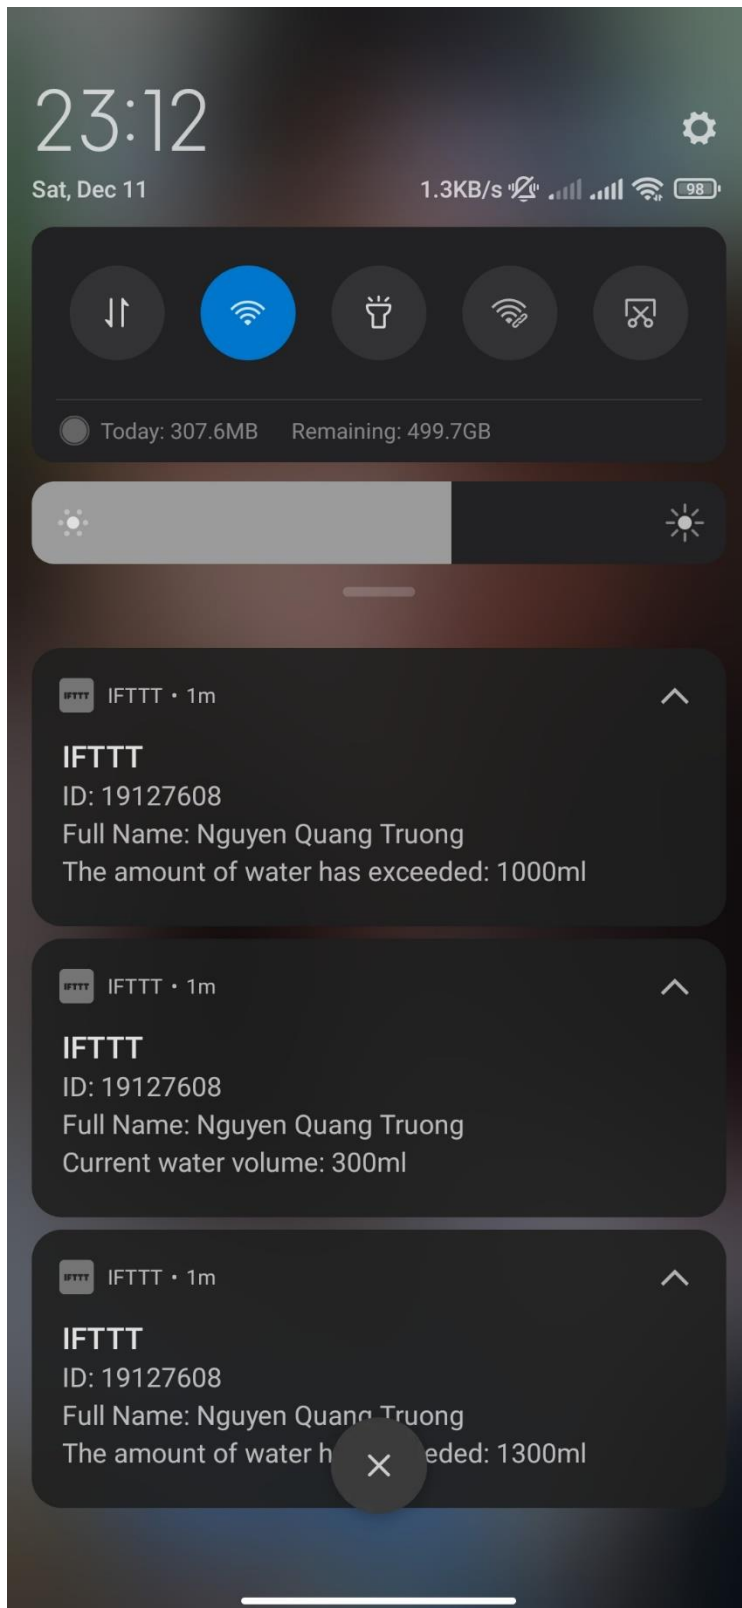 23:12
Sat, Dec 11
1.3KB/s 98
Today: 307.6MB Remaining: 499.7GB
IFTTT IFTTT • 1m
IFTTT
ID: 19127608
Full Name: Nguyen Quang Truong
The amount of water has exceeded: 1000ml
IFTTT IFTTT • 1m
IFTTT
ID: 19127608
Full Name: Nguyen Quang Truong
Current water volume: 300ml
IFTTT IFTTT • 1m
IFTTT
ID: 19127608
Full Name: Nguyen Quang Truong
The amount of water h eded: 1300ml